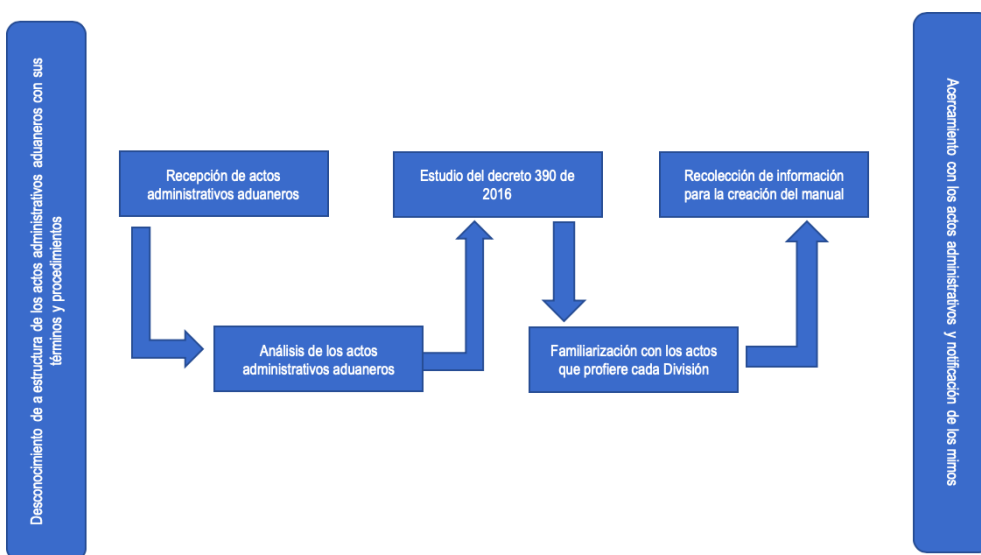 Desconocimiento de a estructura de los actos administrativos aduaneros con sus
términos y procedimientos
Recepción de actos
administrativos aduaneros
Análisis de los actos
administrativos aduaneros
Estudio del decreto 390 de
2016
Familiarización con los actos
que profiere cada División
Recolección de información
para la creación del manual
Acercamiento con los actos administrativos y notificación de los mimos